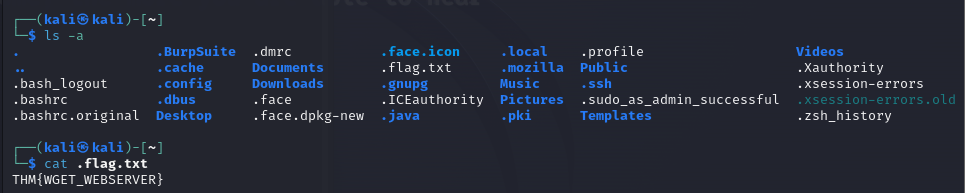 ┌──(kali㉿kali)-[~]
└─$ ls -a
. .BurpSuite .dmrc .face.icon .local .profile Videos
.. .cache Documents .flag.txt .mozilla Public .Xauthority
.bash_logout .config Downloads .gnupg Music .ssh .xsession-errors
.bashrc .dbus .face .ICEauthority Pictures .sudo_as_admin_successful .xsession-errors.old
.bashrc.original Desktop .face.dpkg-new .java .pki Templates .zsh_history
┌──(kali㉿kali)-[~]
└─$ cat .flag.txt
THM{WGET_WEBSERVER}